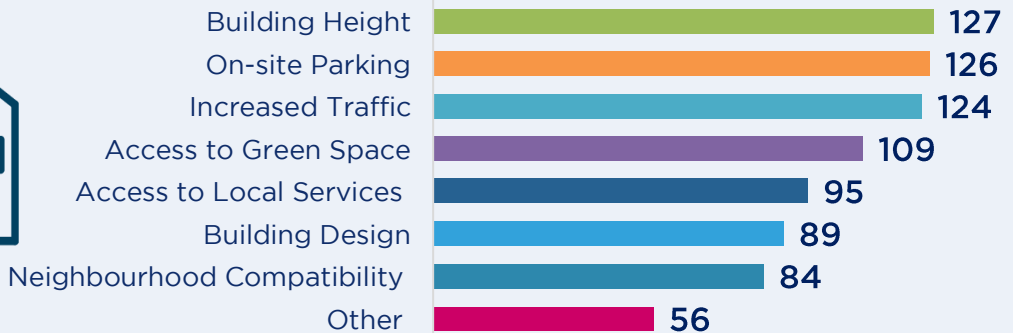 Building Height 127
On-site Parking 126
Increased Traffic 124
Access to Green Space 109
Access to Local Services 95
Building Design 89
Neighbourhood Compatibility 84
Other 56